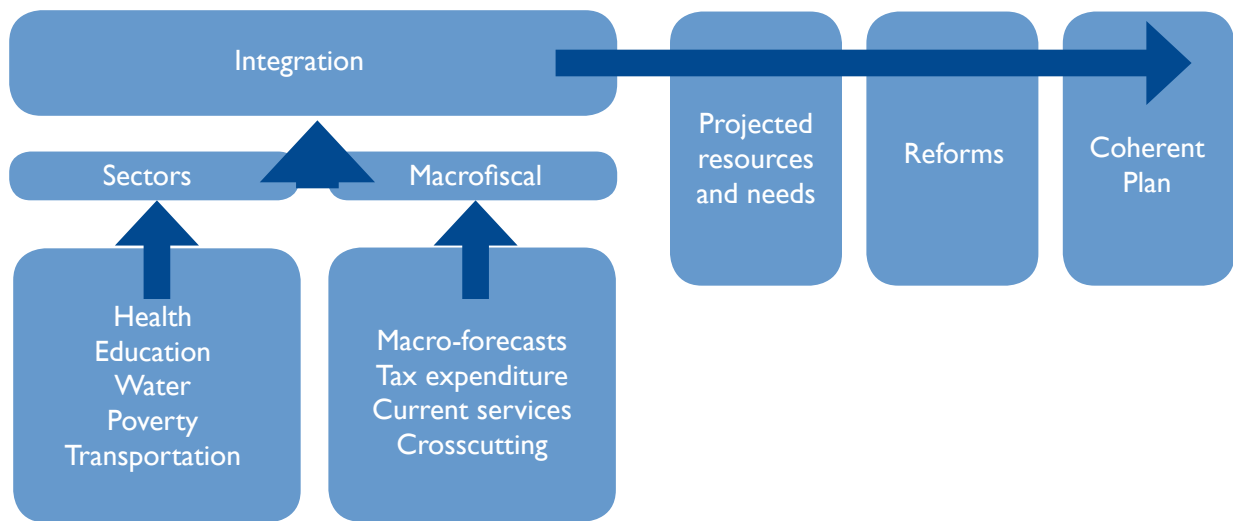 Integration
Sectors
Macrofiscal
Health
Education
Water
Poverty
Transportation
Macro-forecasts
Tax expenditure
Current services
Crosscutting
Projected
resources
and needs
Reforms
Coherent
Plan